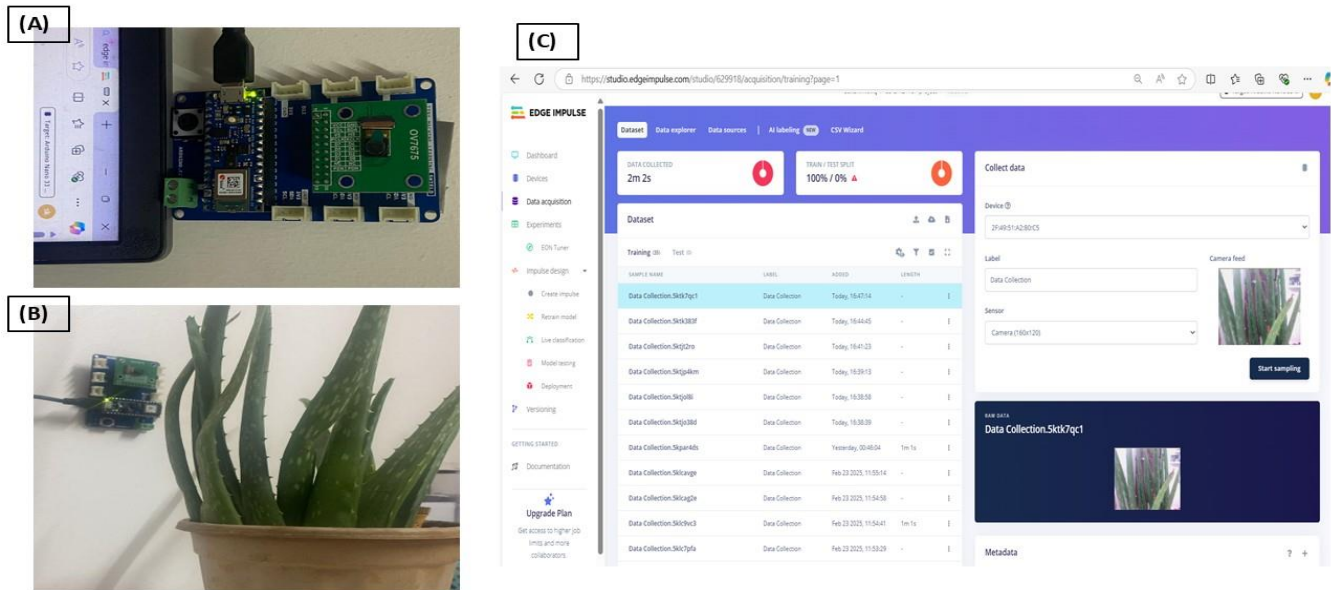 (A)
OV7675
Target: Arduino Nano 33 ...
(B)
(C)
https://studio.edgeimpulse.com/studio/629918/acquisition/training?page=1
EDGE IMPULSE
Dashboard
Devices
Data acquisition
Experiments
EON Tuner
Impulse design
Create impulse
Retrain model
Live classification
Model testing
Deployment
Versioning
GETTING STARTED
Documentation
Upgrade Plan
Get access to higher job
limits and more
collaborators
Dataset Data explorer Data sources | AI labeling NEW CSV Wizard
DATA COLLECTED
2m 2s
TRAIN / TEST SPLIT
100% / 0%
Dataset
Training Test
SAMPLE NAME LABEL ADDED LENGTH
Data Collection.5ktk7qc1 Data Collection Today, 16:47:14 -
Data Collection.5ktk383f Data Collection Today, 16:44:45 -
Data Collection.5ktjt2ro Data Collection Today, 16:41:23 -
Data Collection.5ktjp4km Data Collection Today, 16:39:13 -
Data Collection.5ktjol8i Data Collection Today, 16:38:58 -
Data Collection.5ktjo38d Data Collection Today, 16:38:39 -
Data Collection.5kpar4ds Data Collection Yesterday, 00:46:04 1m 1s
Data Collection.5klcavge Data Collection Feb 23 2025, 11:55:14 -
Data Collection.5klcag2e Data Collection Feb 23 2025, 11:54:58 -
Data Collection.5klc9vc3 Data Collection Feb 23 2025, 11:54:41 1m 1s
Data Collection.5klc7pfa Data Collection Feb 23 2025, 11:53:29 -
Collect data
Device
2F:49:51:A2:80:C5
Label
Data Collection
Camera feed
Sensor
Camera (160x120)
Start sampling
RAW DATA
Data Collection.5ktk7qc1
Metadata